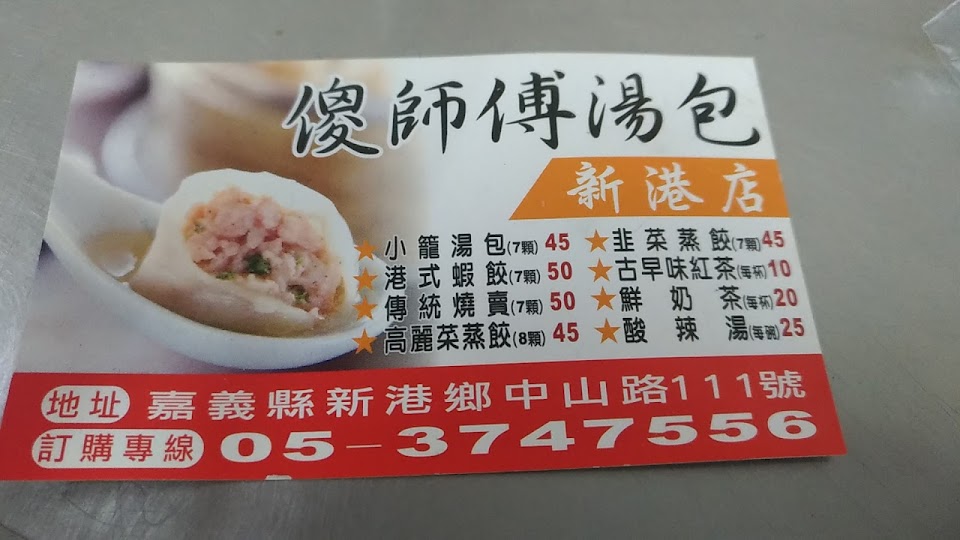 傻師傅湯包
新港店
小籠湯包(7顆) 45
港式蝦餃(7顆) 50
傳統燒賣(7顆) 50
高麗菜蒸餃(8顆) 45
韭菜蒸餃(7顆) 45
古早味紅茶(每杯) 10
鮮奶茶(每杯) 20
酸辣湯(每碗) 25
地址 嘉義縣新港鄉中山路111號
訂購專線 05-3747556